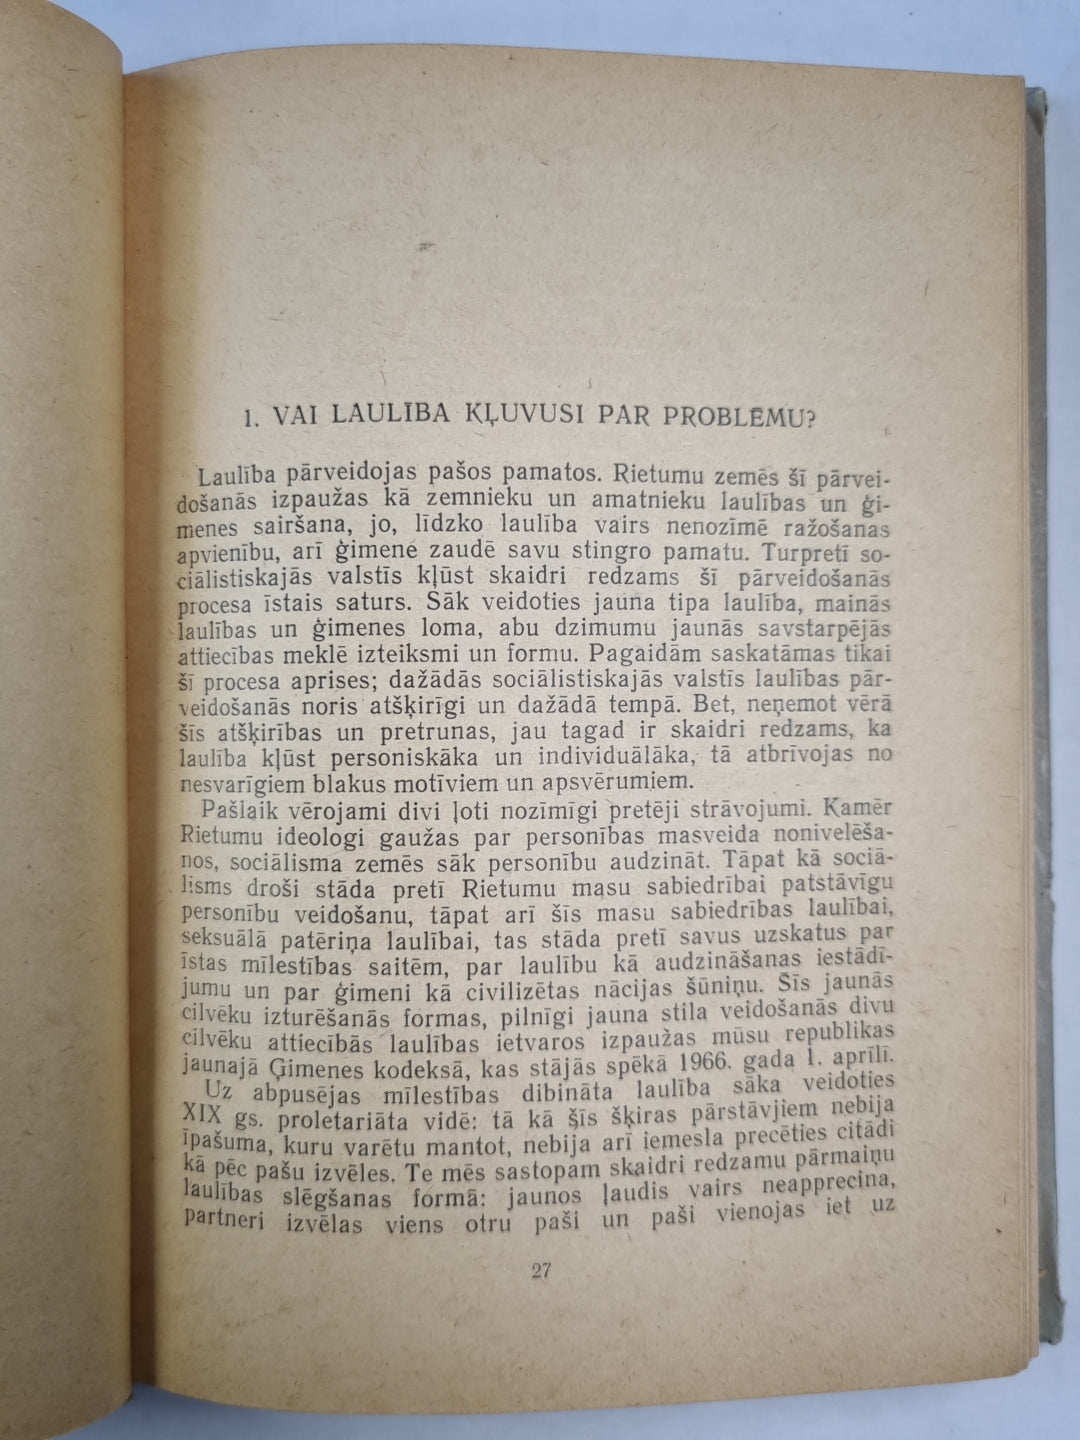 1. VAI LAULĪBA KĻUVUSI PAR PROBLĒMU?
Laulība pārveidojas pašos pamatos. Rietumu zemēs šī pārvei-
došanās izpaužas kā zemnieku un amatnieku laulības un ģi-
menes sairšana, jo, līdzko laulība vairs nenozīmē ražošanas
apvienību, arī ģimene zaudē savu stingro pamatu. Turpretī so-
ciālistiskajās valstīs kļūst skaidri redzams šī pārveidošanās
procesa īstais saturs. Sāk veidoties jauna tipa laulība, mainās
laulības un ģimenes loma, abu dzimumu jaunās savstarpējās
attiecības meklē izteiksmi un formu. Pagaidām saskatāmas tikai
šī procesa aprises; dažādās sociālistiskajās valstīs laulības pār-
veidošanās noris atšķirīgi un dažādā tempā. Bet, neņemot vērā
šīs atšķirības un pretrunas, jau tagad ir skaidri redzams, ka
laulība kļūst personiskāka un individuālāka, tā atbrīvojas no
nesvarīgiem blakus motīviem un apsvērumiem.
Pašlaik vērojami divi ļoti nozīmīgi pretēji strāvojumi. Kamēr
Rietumu ideologi gaužas par personības masveida nonivelēša-
nos, sociālisma zemēs sāk personību audzināt. Tāpat kā sociā-
lisms droši stāda pretī Rietumu masu sabiedrībai patstāvīgu
personību veidošanu, tāpat arī šīs masu sabiedrības laulībai,
seksuālā patēriņa laulībai, tas stāda pretī savus uzskatus par
īstas mīlestības saitēm, par laulību kā audzināšanas iestādī-
jumu un par ģimeni kā civilizētas nācijas šūniņu. Šīs jaunās
cilvēku izturēšanās formas, pilnīgi jauna stila veidošanās divu
cilvēku attiecībās laulības ietvaros izpaužas mūsu republikas
jaunajā Ģimenes kodeksā, kas stājās spēkā 1966. gada 1. aprīlī.
Uz abpusējas mīlestības dibināta laulība sāka veidoties
XIX gs. proletariāta vidē: tā kā šīs šķiras pārstāvjiem nebija
īpašuma, kuru varētu mantot, nebija arī iemesla precēties citādi
kā pēc pašu izvēles. Te mēs sastopam skaidri redzamu pārmaiņu
laulības slēgšanas formā: jaunos ļaudis vairs neapprecina,
partneri izvēlas viens otru paši un paši vienojas iet uz
27